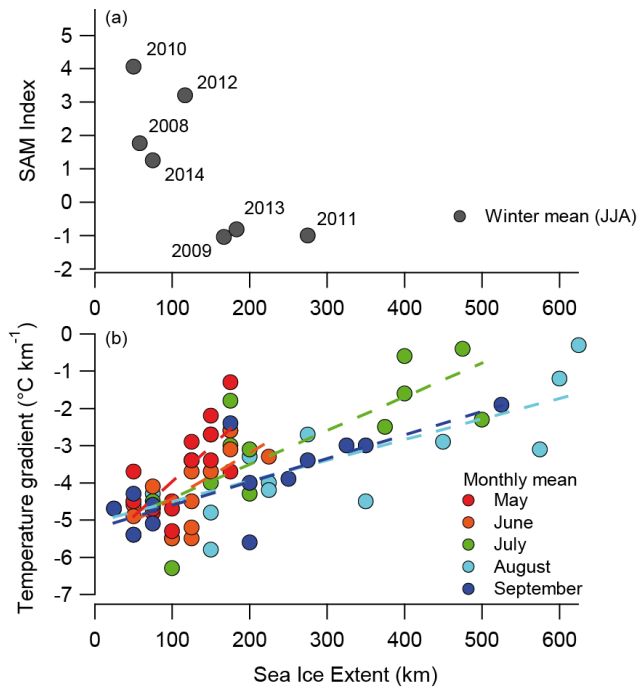 (a)
5
4
3
2
1
0
-1
-2
SAM Index
2010
2012
2008
2014
2013
2011
2009
Winter mean (JJA)
0 100 200 300 400 500 600
(b)
0
-1
-2
-3
-4
-5
-6
-7
Temperature gradient (°C km⁻¹)
Monthly mean
May
June
July
August
September
0 100 200 300 400 500 600
Sea Ice Extent (km)